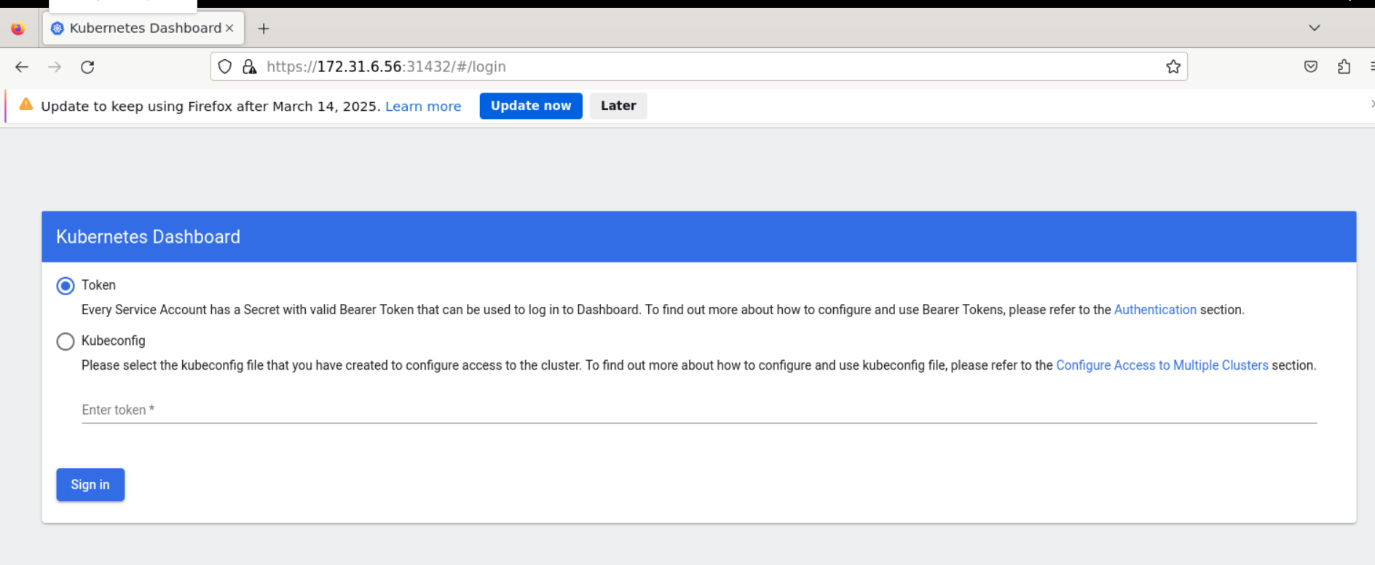 Kubernetes Dashboard
https://172.31.6.56:31432/#/login
Update to keep using Firefox after March 14, 2025. Learn more Update now Later
Kubernetes Dashboard
Token
Every Service Account has a Secret with valid Bearer Token that can be used to log in to Dashboard. To find out more about how to configure and use Bearer Tokens, please refer to the Authentication section.
Kubeconfig
Please select the kubeconfig file that you have created to configure access to the cluster. To find out more about how to configure and use kubeconfig file, please refer to the Configure Access to Multiple Clusters section.
Enter token *
Sign in